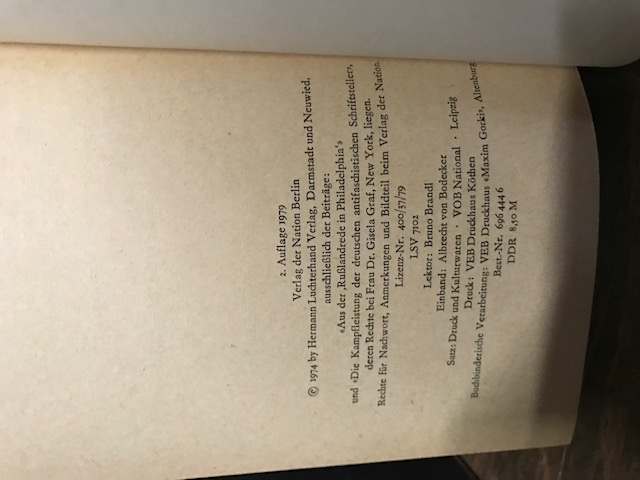 2. Auflage 1979
Verlag der Nation Berlin
© 1974 by Hermann Luchterhand Verlag, Darmstadt und Neuwied,
ausschließlich der Beiträge:
«Aus der ‚Rußlandrede in Philadelphia‘»
und «Die Kampfleistung der deutschen antifaschistischen Schriftsteller»,
deren Rechte bei Frau Dr. Gisela Graf, New York, liegen.
Rechte für Nachwort, Anmerkungen und Bildteil beim Verlag der Nation.
Lizenz-Nr. 400/57/79
LSV 7102
Lektor: Bruno Brandl
Einband: Albrecht von Bodecker
Satz: Druck und Kulturwaren · VOB National · Leipzig
Druck: VEB Druckhaus Köthen
Buchbinderische Verarbeitung: VEB Druckhaus «Maxim Gorki», Altenburg
Best.-Nr. 696 444 6
DDR 8,50 M